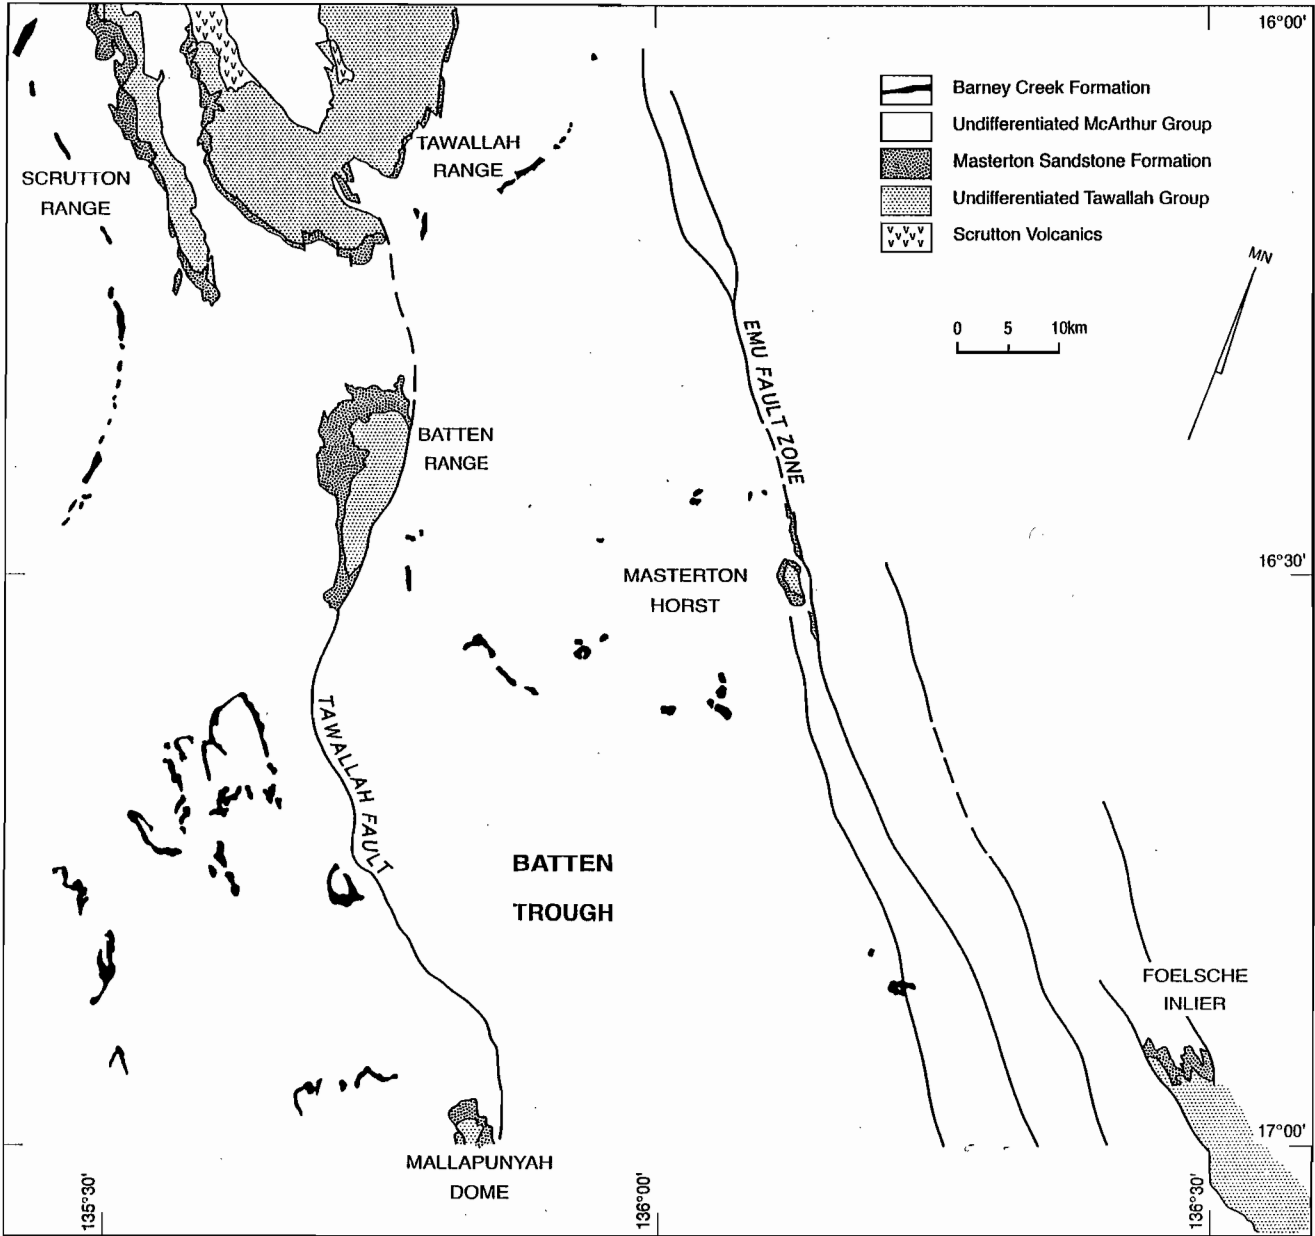 16°00'
Barney Creek Formation
Undifferentiated McArthur Group
Masterton Sandstone Formation
Undifferentiated Tawallah Group
Scrutton Volcanics
TAWALLAH
RANGE
SCRUTTON
RANGE
MN
0 5 10km
EMU FAULT ZONE
BATTEN
RANGE
MASTERTON
HORST
16°30'
TAWALLAH FAULT
BATTEN
TROUGH
FOELSCHE
INLIER
17°00'
MALLAPUNYAH
DOME
135°30'
136°00'
136°30'